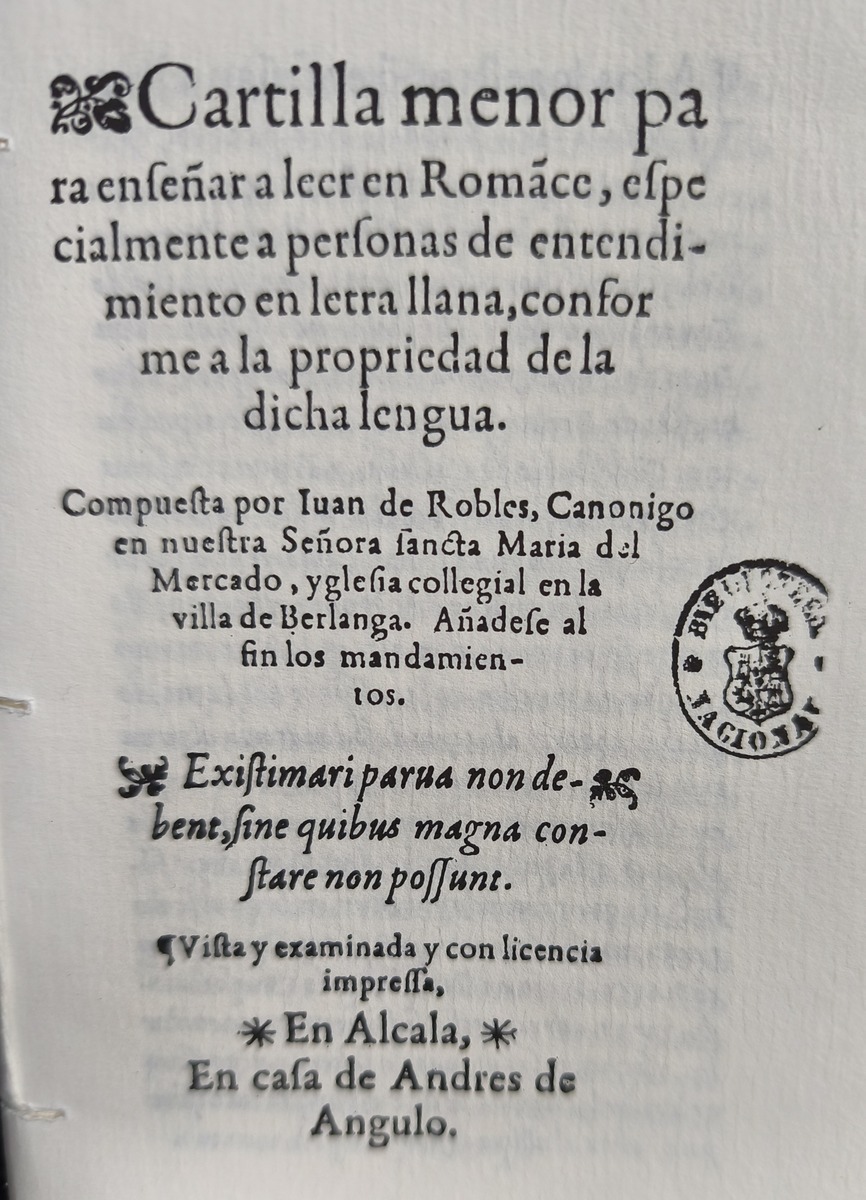 Cartilla menor pa
ra enſeñar a leer en Romãce, eſpe
cialmente a perſonas de entendi-
miento en letra llana, confor
me a la propriedad de la
dicha lengua.
Compueſta por Iuan de Robles, Canonigo
en nueſtra Señora ſancta Maria del
Mercado, ygleſia collegial en la
villa de Berlanga. Añadeſe al
fin los mandamien-
tos.
Exiſtimari parua non de-
bent, ſine quibus magna con-
ſtare non poſſunt.
¶Viſta y examinada y con licencia
impreſſa,
En Alcala,
En caſa de Andres de
Angulo.
BIBLIOTECA
NACIONAL